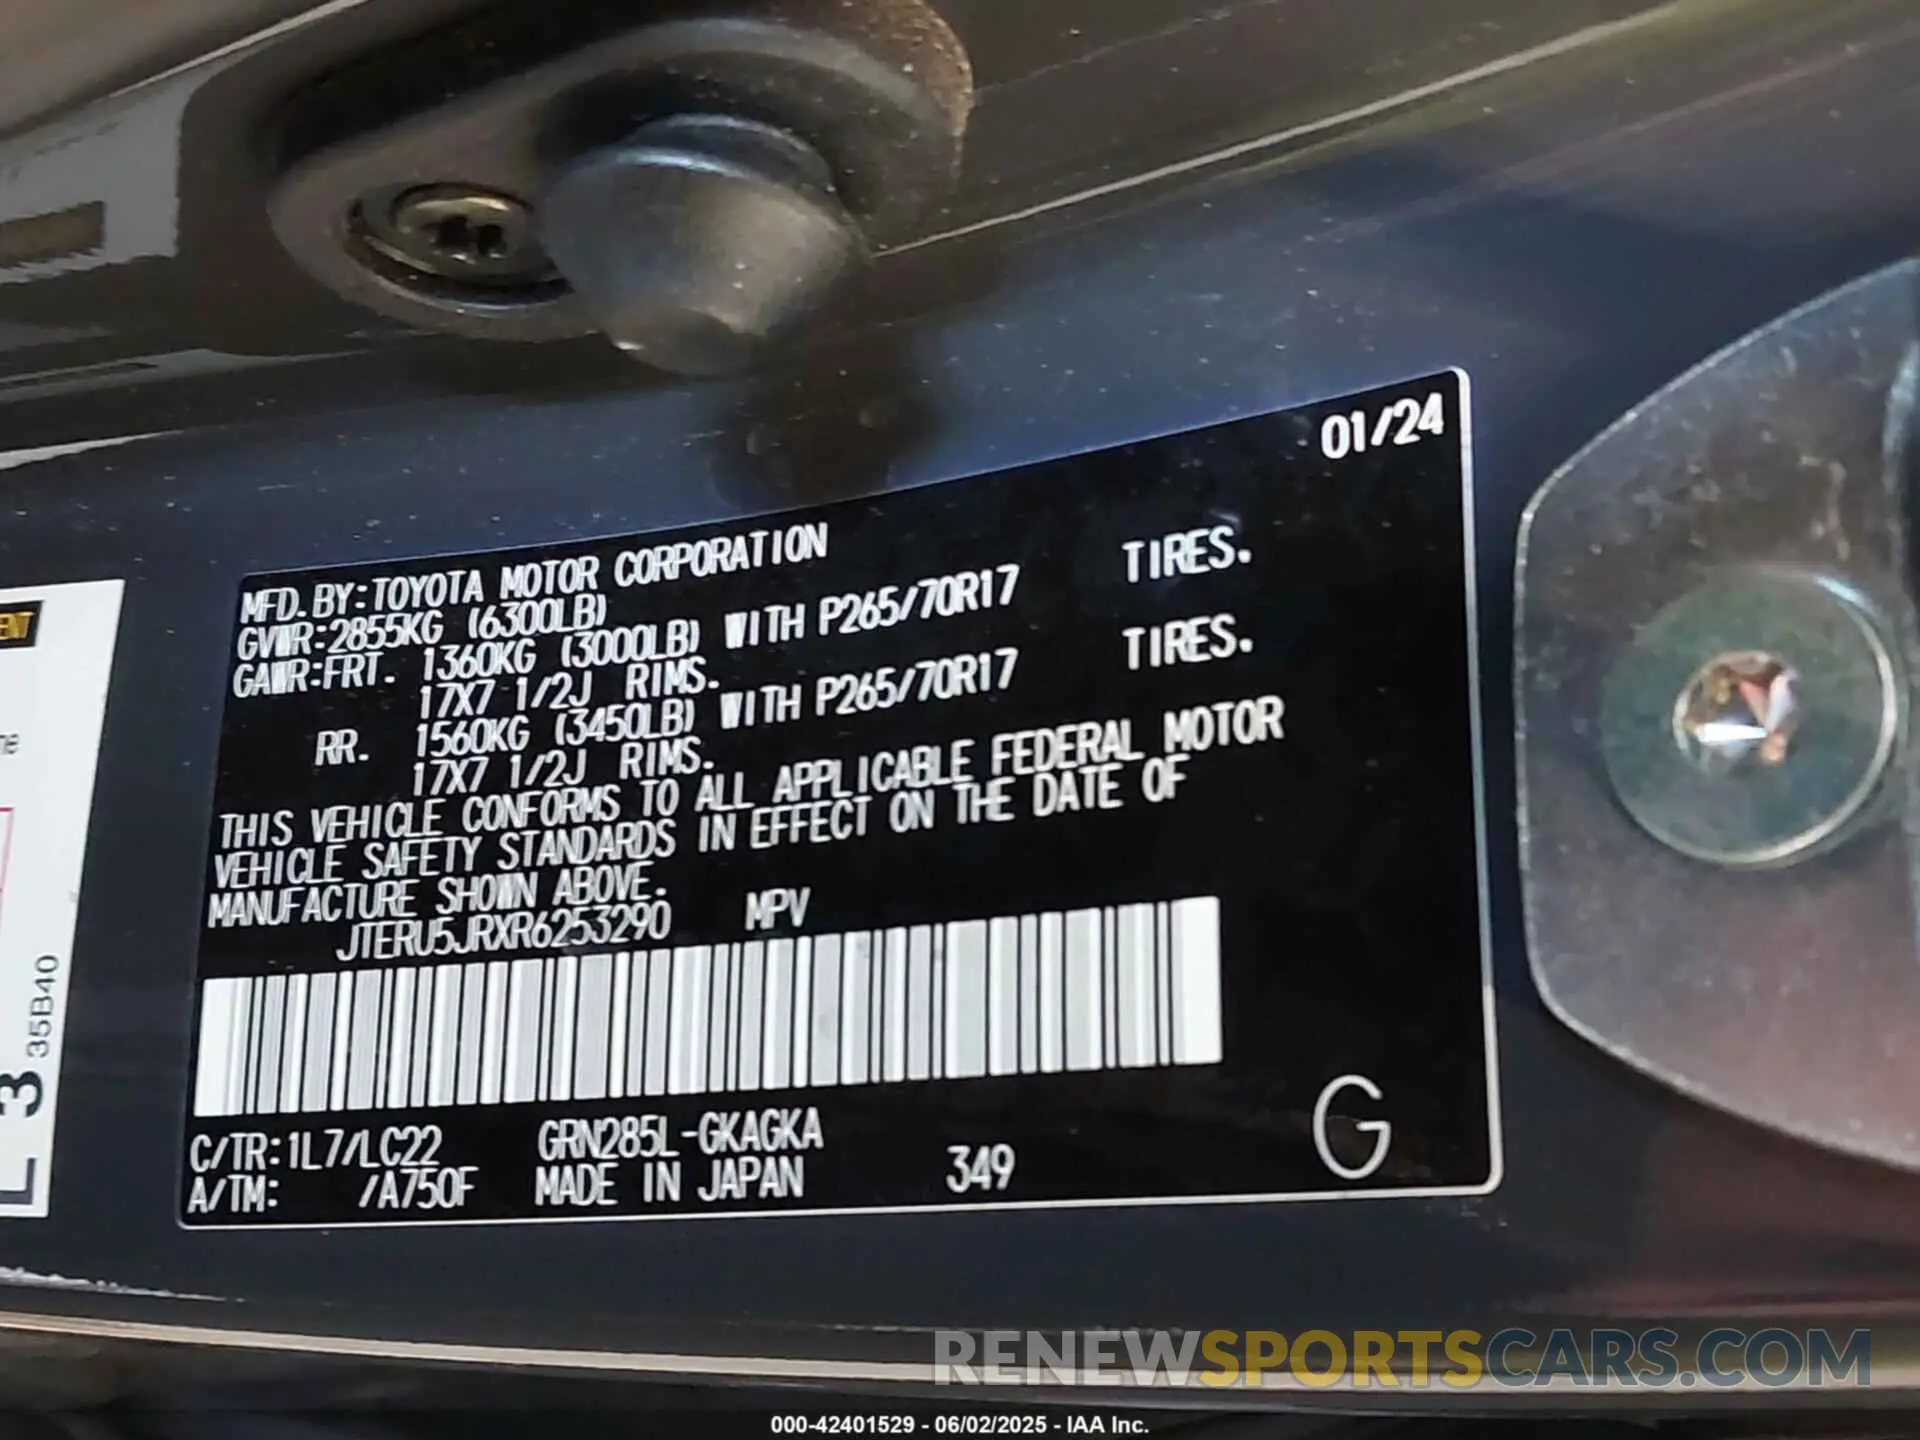 01/24
MFD. BY:TOYOTA MOTOR CORPORATION
GVWR:2855KG (6300LB)
GAWR:FRT. 1360KG (3000LB) WITH P265/70R17 TIRES.
17X7 1/2J RIMS.
RR. 1560KG (3450LB) WITH P265/70R17 TIRES.
17X7 1/2J RIMS.
THIS VEHICLE CONFORMS TO ALL APPLICABLE FEDERAL MOTOR
VEHICLE SAFETY STANDARDS IN EFFECT ON THE DATE OF
MANUFACTURE SHOWN ABOVE.
JTERU5JRXR6253290 MPV
C/TR:1L7/LC22 GRN285L-GKAGKA
A/TM: /A750F MADE IN JAPAN 349
G
35B40
3
RENEWSPORTSCARS.COM
000-42401529 - 06/02/2025 - IAA Inc.